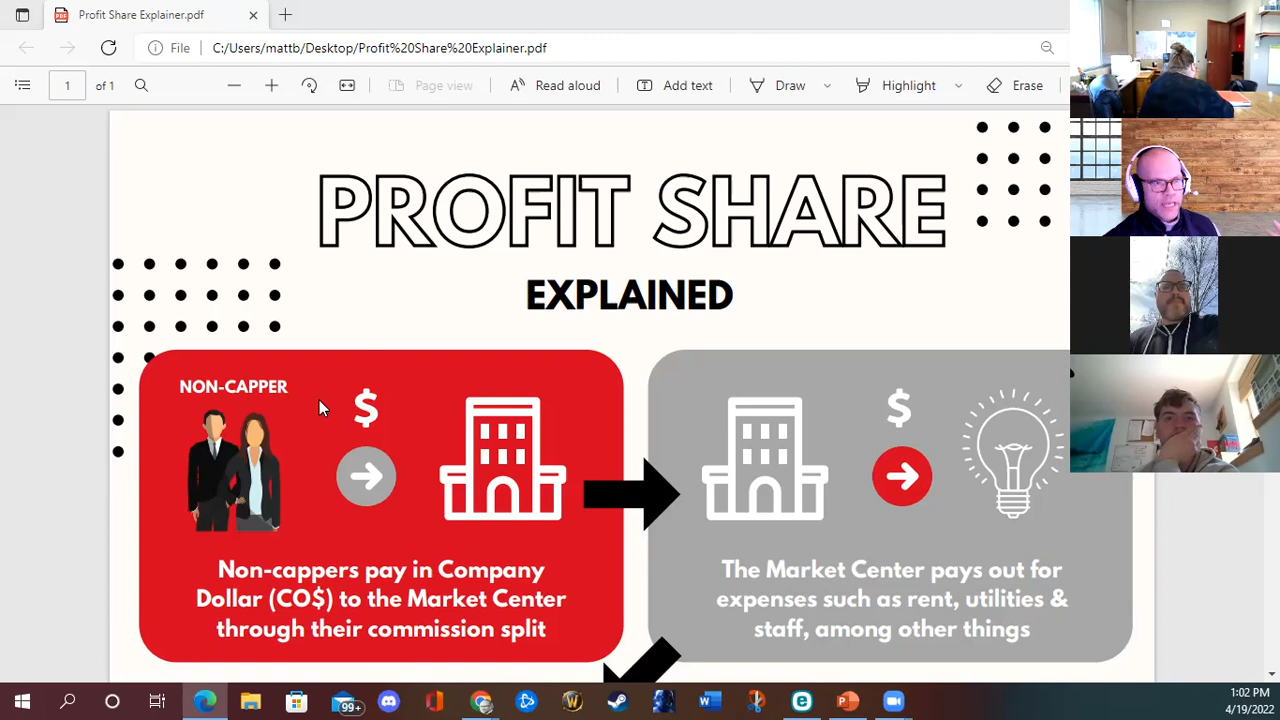 Profit Share Explainer.pdf
File
C:/Users/mattb/Desktop/Profit%20Share%20Explainer.pdf
1 of 1
Page view
Read aloud
Add text
Draw
Highlight
Erase
PROFIT SHARE
EXPLAINED
NON-CAPPER
$
$
Non-cappers pay in Company
Dollar (CO$) to the Market Center
through their commission split
The Market Center pays out for
expenses such as rent, utilities &
staff, among other things
99+
1:02 PM
4/19/2022